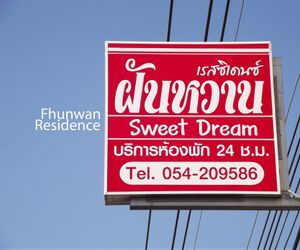 Fhunwan
Residence
เรสซิเดนซ์
ฝันหวาน
Sweet Dream
บริการห้องพัก 24 ช.ม.
Tel. 054-209586